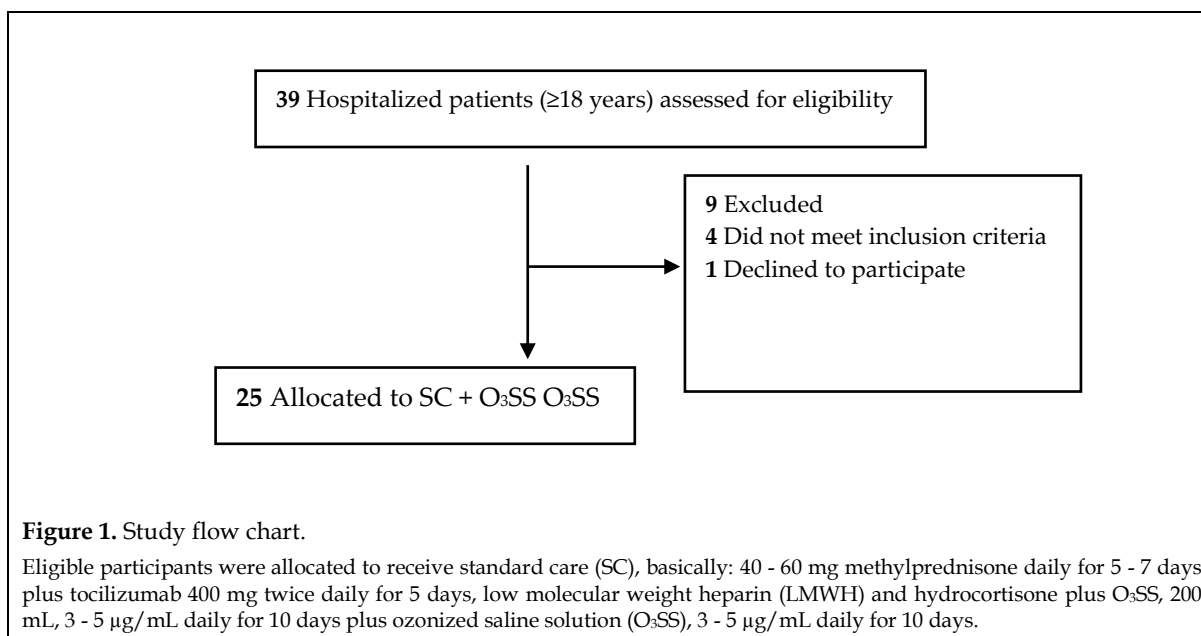 39 Hospitalized patients (≥18 years) assessed for eligibility
9 Excluded
4 Did not meet inclusion criteria
1 Declined to participate
25 Allocated to SC + O₃SS O₃SS
Figure 1. Study flow chart.
Eligible participants were allocated to receive standard care (SC), basically: 40 - 60 mg methylprednisone daily for 5 - 7 days
plus tocilizumab 400 mg twice daily for 5 days, low molecular weight heparin (LMWH) and hydrocortisone plus O₃SS, 200
mL, 3 - 5 µg/mL daily for 10 days plus ozonized saline solution (O₃SS), 3 - 5 µg/mL daily for 10 days.